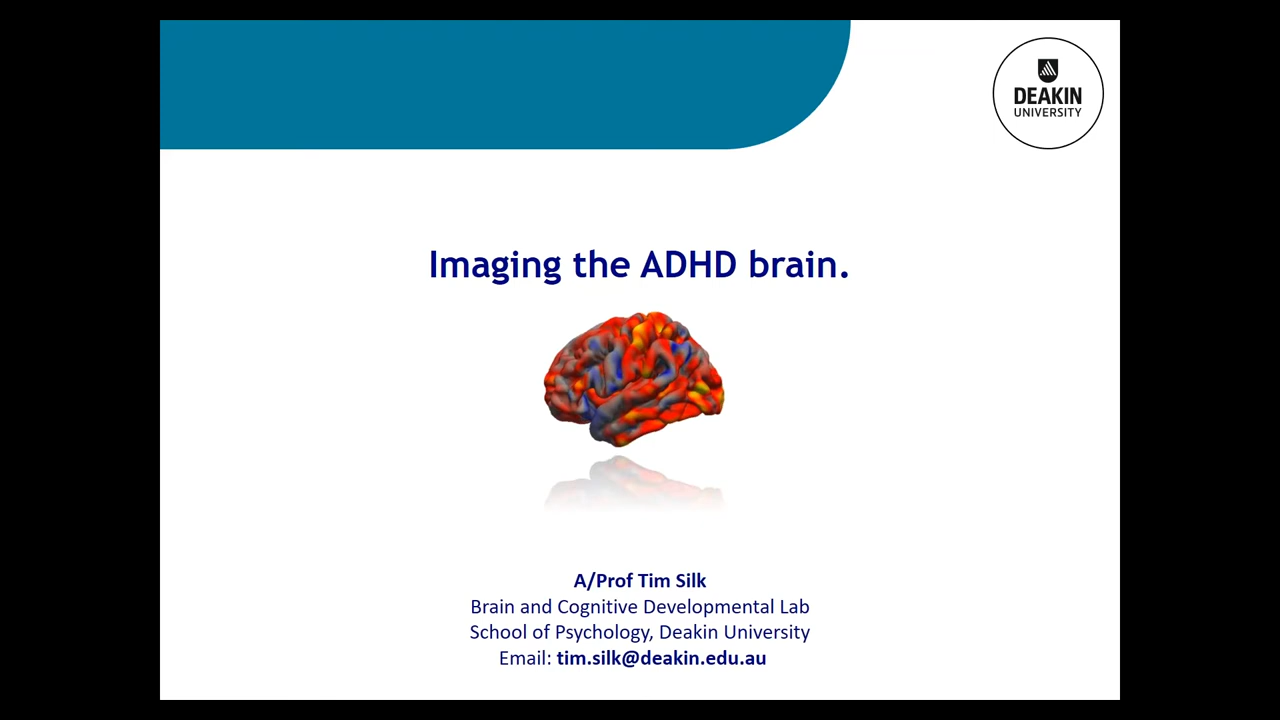 DEAKIN
UNIVERSITY
Imaging the ADHD brain.
A/Prof Tim Silk
Brain and Cognitive Developmental Lab
School of Psychology, Deakin University
Email: tim.silk@deakin.edu.au